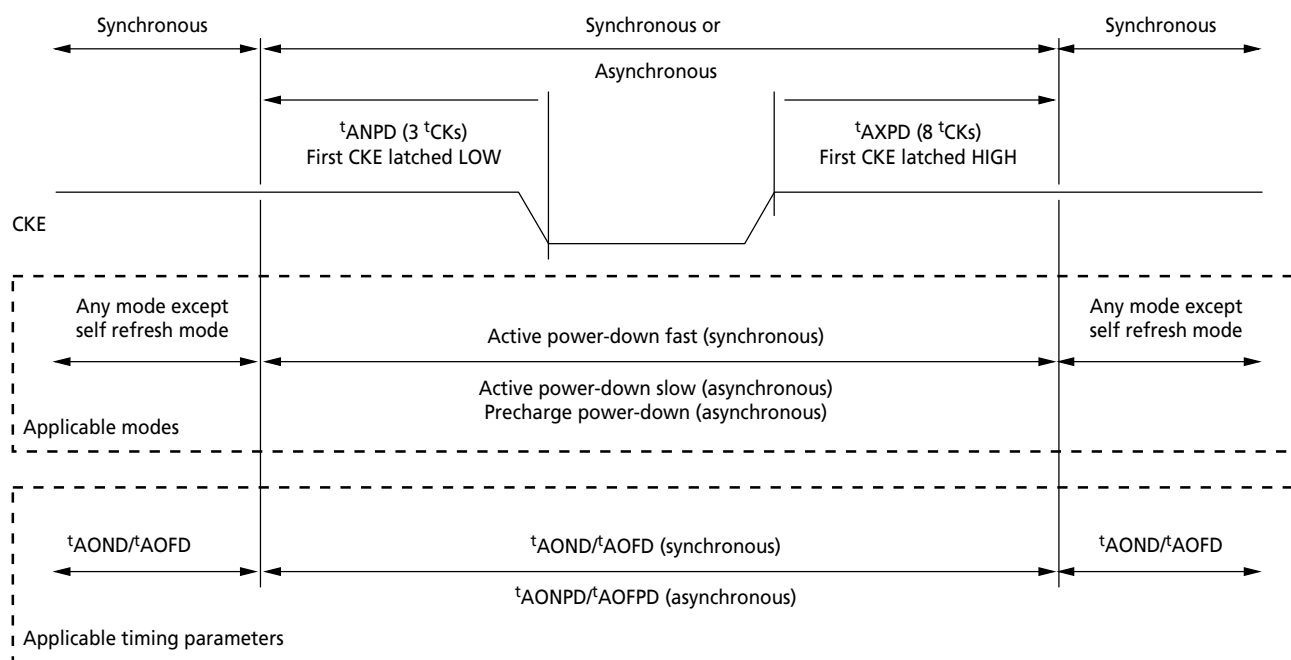 Synchronous
Synchronous or
Synchronous
Asynchronous
tANPD (3 tCKs)
First CKE latched LOW
tAXPD (8 tCKs)
First CKE latched HIGH
CKE
Any mode except
self refresh mode
Active power-down fast (synchronous)
Any mode except
self refresh mode
Active power-down slow (asynchronous)
Precharge power-down (asynchronous)
Applicable modes
tAOND/tAOFD
tAOND/tAOFD (synchronous)
tAOND/tAOFD
tAONPD/tAOFPD (asynchronous)
Applicable timing parameters